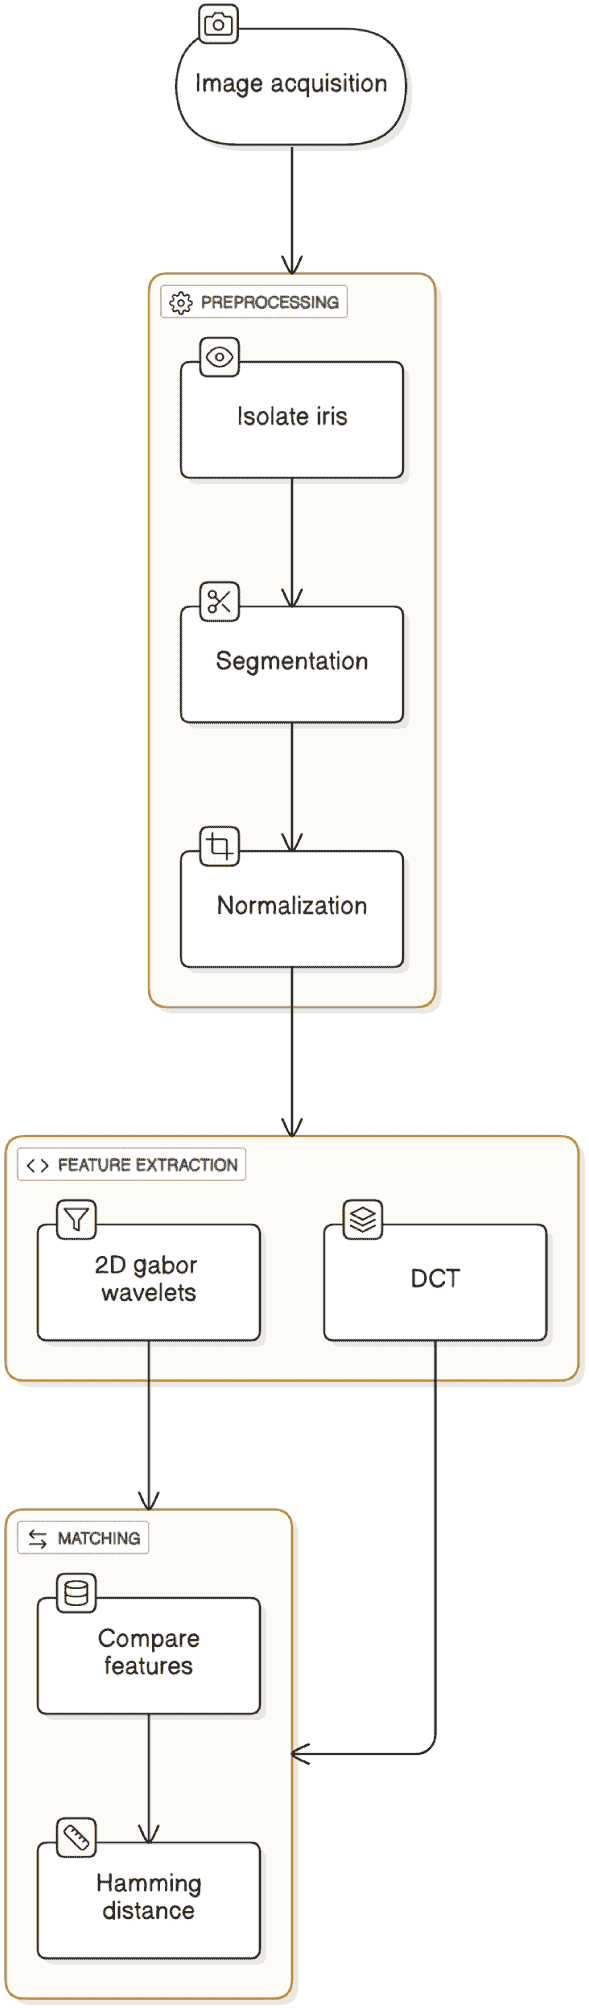 Image acquisition
PREPROCESSING
Isolate iris
Segmentation
Normalization
FEATURE EXTRACTION
2D gabor
wavelets
DCT
MATCHING
Compare
features
Hamming
distance